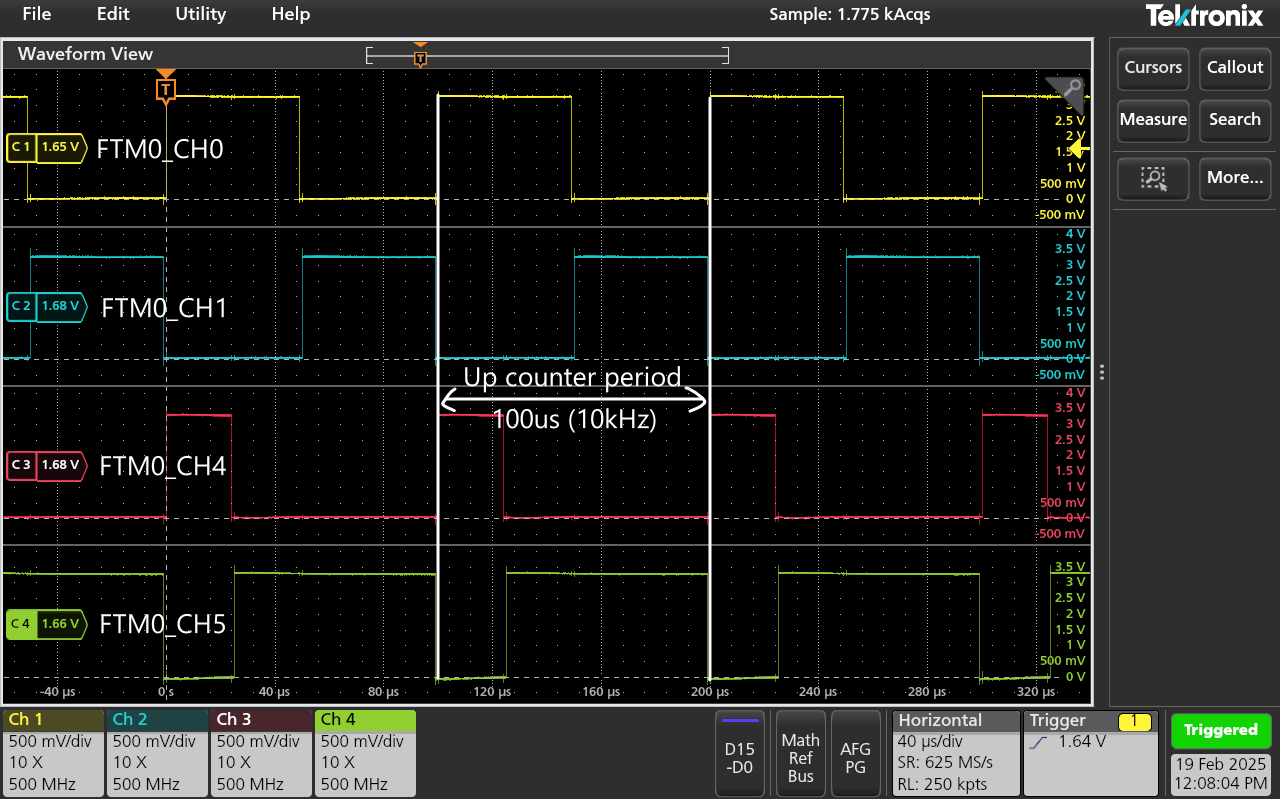 File Edit Utility Help Sample: 1.775 kAcqs Tektronix
Waveform View
T
T
Cursors Callout
Measure Search
More...
C 1 1.65 V FTM0_CH0
3
2.5 V
2 V
1.5
1 V
500 mV
0 V
-500 mV
C 2 1.68 V FTM0_CH1
4 V
3.5 V
3 V
2.5 V
2 V
1.5 V
1 V
500 mV
0 V
-500 mV
Up counter period
100us (10kHz)
C 3 1.68 V FTM0_CH4
4 V
3.5 V
3 V
2.5 V
2 V
1.5 V
1 V
500 mV
0 V
-500 mV
C 4 1.66 V FTM0_CH5
3.5 V
3 V
2.5 V
2 V
1.5 V
1 V
500 mV
0 V
-40 µs 0 s 40 µs 80 µs 120 µs 160 µs 200 µs 240 µs 280 µs 320 µs
Ch 1
500 mV/div
10 X
500 MHz
Ch 2
500 mV/div
10 X
500 MHz
Ch 3
500 mV/div
10 X
500 MHz
Ch 4
500 mV/div
10 X
500 MHz
D15
-D0
Math
Ref
Bus
AFG
PG
Horizontal
40 µs/div
SR: 625 MS/s
RL: 250 kpts
Trigger 1
1.64 V
Triggered
19 Feb 2025
12:08:04 PM